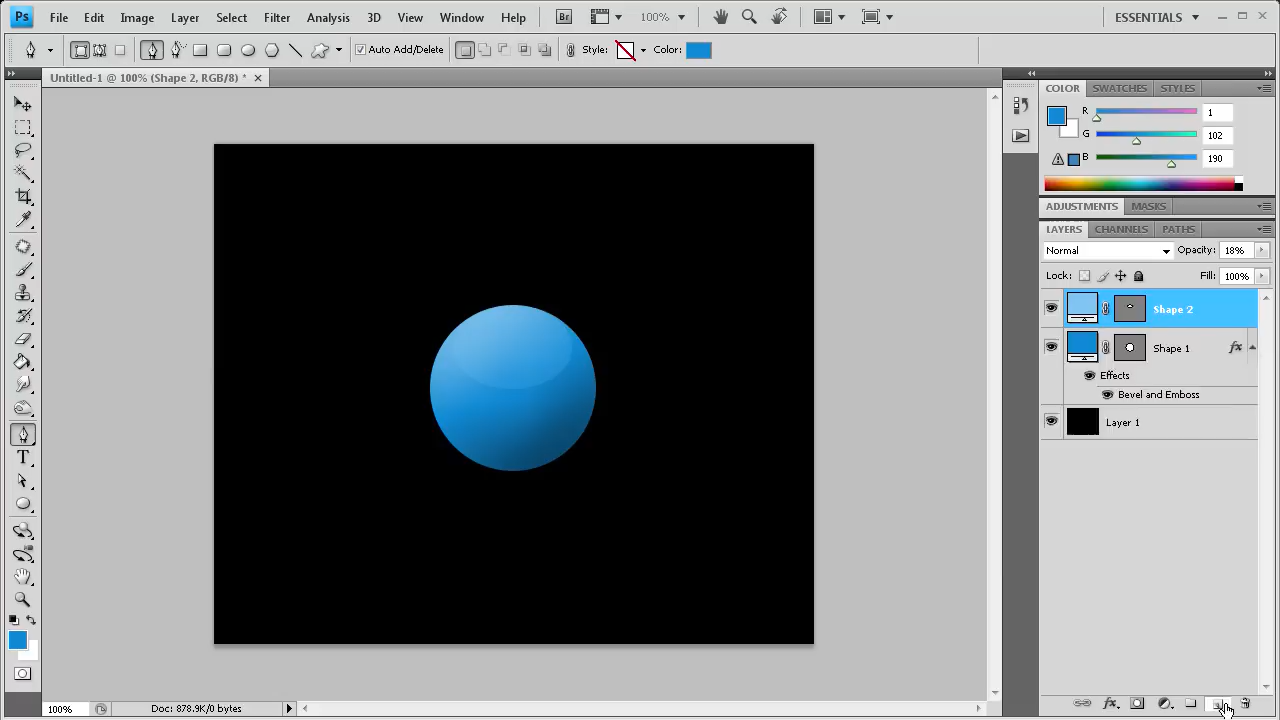 Ps File Edit Image Layer Select Filter Analysis 3D View Window Help Br 100% ESSENTIALS
Auto Add/Delete Style: Color:
Untitled-1 @ 100% (Shape 2, RGB/8) *
COLOR SWATCHES STYLES
R 1
G 102
B 190
ADJUSTMENTS MASKS
LAYERS CHANNELS PATHS
Normal Opacity: 18%
Lock: Fill: 100%
Shape 2
Shape 1 fx
Effects
Bevel and Emboss
Layer 1
T
100% Doc: 878.9K/0 bytes
fx.